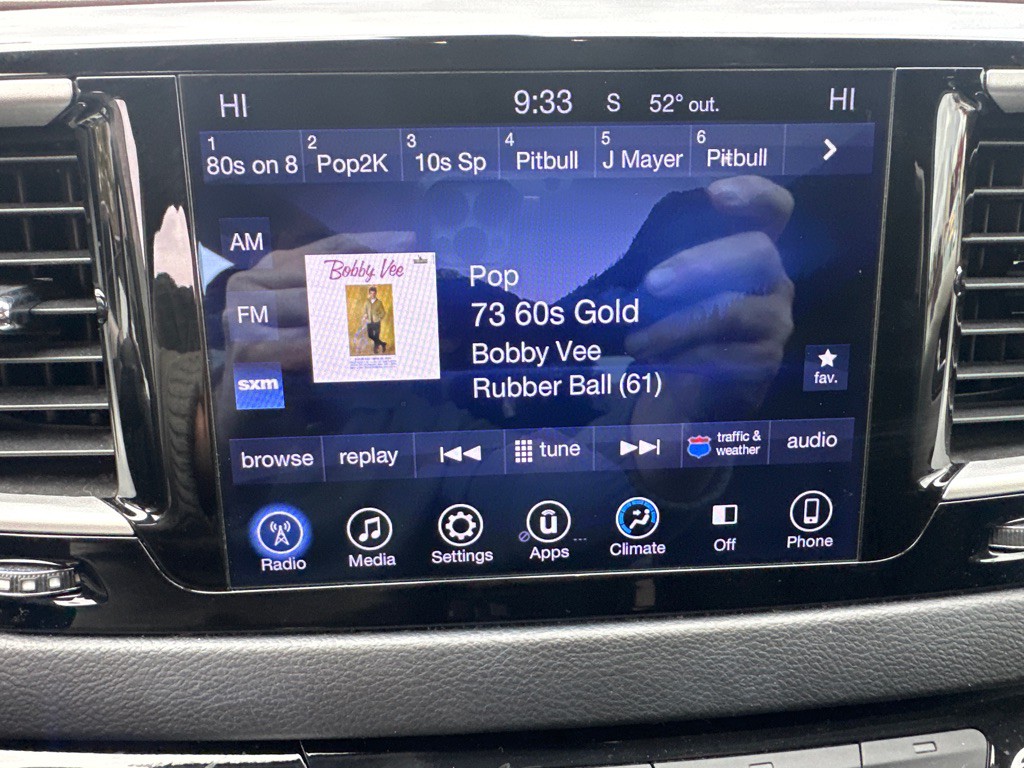 HI 9:33 S 52° out. HI
1 2 3 4 5 6
80s on 8 Pop2K 10s Sp Pitbull J Mayer Pitbull
AM
Bobby Vee
Pop
FM
73 60s Gold
Bobby Vee
sxm
Rubber Ball (61)
fav.
browse replay tune traffic & weather audio
Radio Media Settings Apps Climate Off Phone